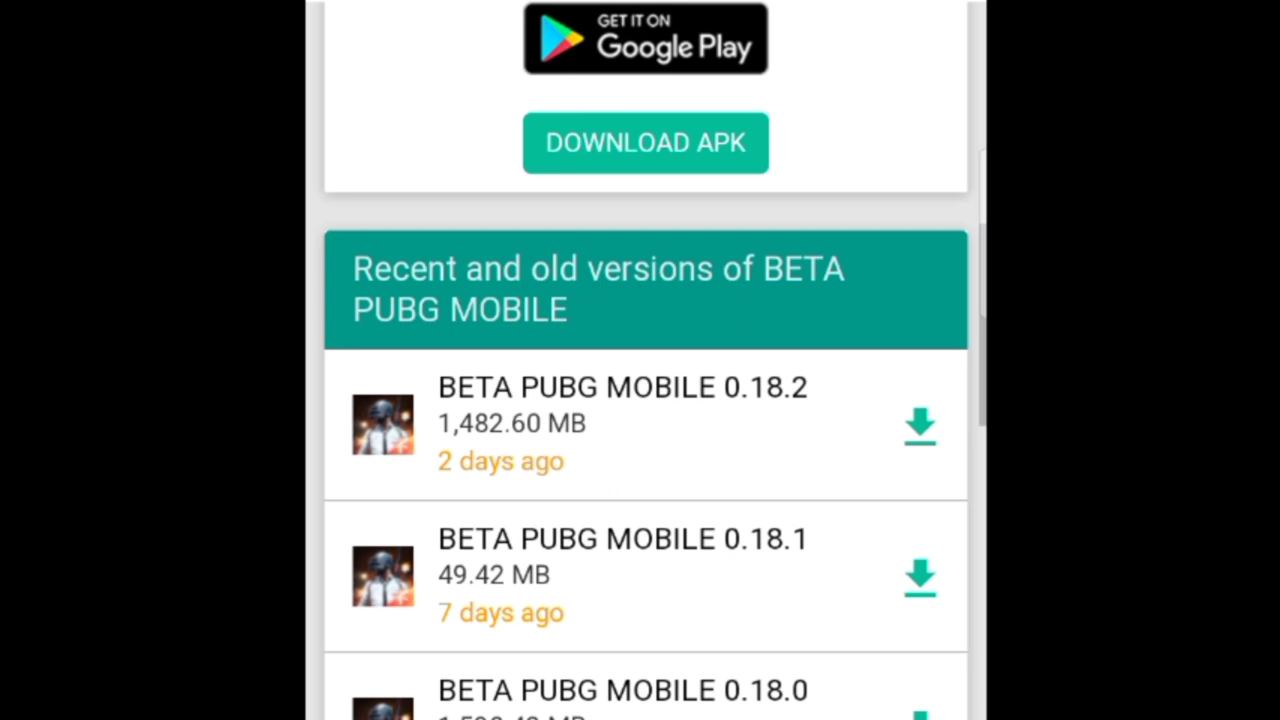 GET IT ON
Google Play
DOWNLOAD APK
Recent and old versions of BETA
PUBG MOBILE
BETA PUBG MOBILE 0.18.2
1,482.60 MB
2 days ago
BETA PUBG MOBILE 0.18.1
49.42 MB
7 days ago
BETA PUBG MOBILE 0.18.0